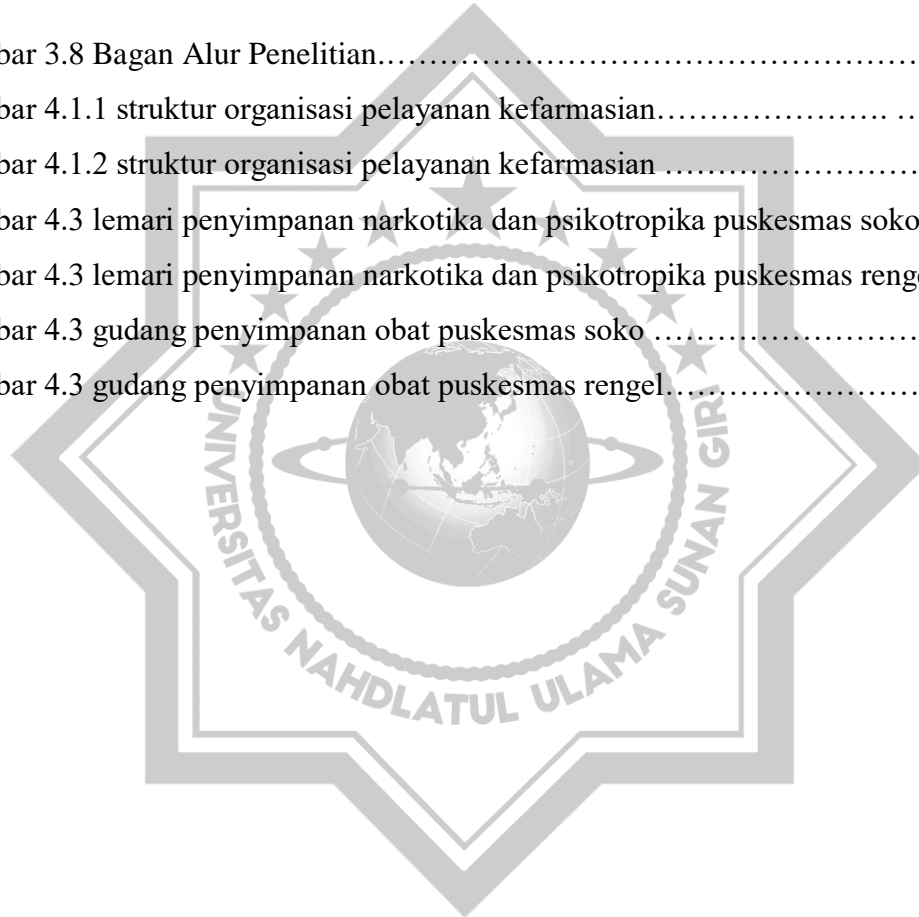 bar 3.8 Bagan Alur Penelitian……………………………………………………
bar 4.1.1 struktur organisasi pelayanan kefarmasian…………………. …
bar 4.1.2 struktur organisasi pelayanan kefarmasian ……………………
bar 4.3 lemari penyimpanan narkotika dan psikotropika puskesmas soko
bar 4.3 lemari penyimpanan narkotika dan psikotropika puskesmas renge
bar 4.3 gudang penyimpanan obat puskesmas soko ……………………
bar 4.3 gudang penyimpanan obat puskesmas rengel……………………
UNIVERSITAS NAHDLATUL ULAMA SUNAN GIRI